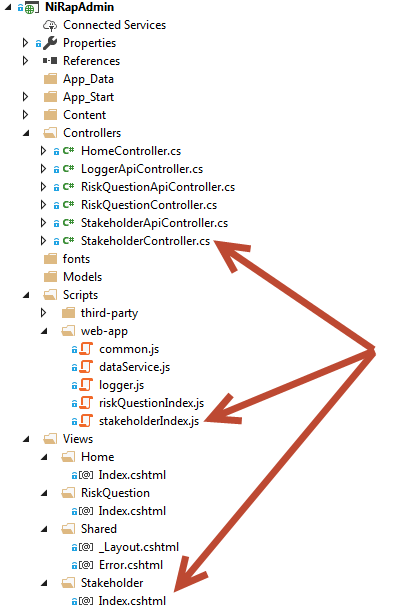 NiRapAdmin
Connected Services
Properties
References
App_Data
App_Start
Content
Controllers
C# HomeController.cs
C# LoggerApiController.cs
C# RiskQuestionApiController.cs
C# RiskQuestionController.cs
C# StakeholderApiController.cs
C# StakeholderController.cs
fonts
Models
Scripts
third-party
web-app
common.js
dataService.js
logger.js
riskQuestionIndex.js
stakeholderIndex.js
Views
Home
[@] Index.cshtml
RiskQuestion
[@] Index.cshtml
Shared
[@] _Layout.cshtml
[@] Error.cshtml
Stakeholder
[@] Index.cshtml